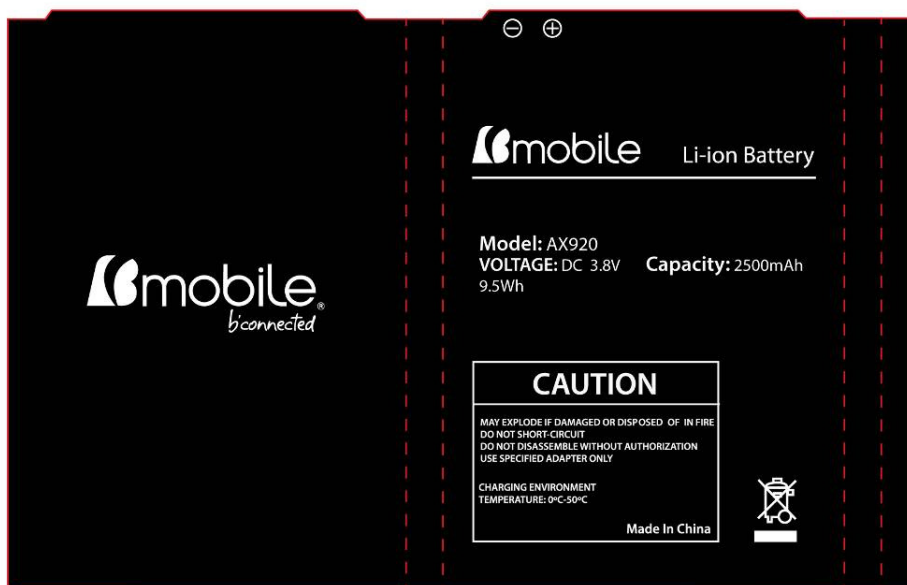 Bmobile®
b'connected
Bmobile Li-ion Battery
Model: AX920
VOLTAGE: DC 3.8V Capacity: 2500mAh
9.5Wh
CAUTION
MAY EXPLODE IF DAMAGED OR DISPOSED OF IN FIRE
DO NOT SHORT-CIRCUIT
DO NOT DISASSEMBLE WITHOUT AUTHORIZATION
USE SPECIFIED ADAPTER ONLY
CHARGING ENVIRONMENT
TEMPERATURE: 0ºC-50ºC
Made In China